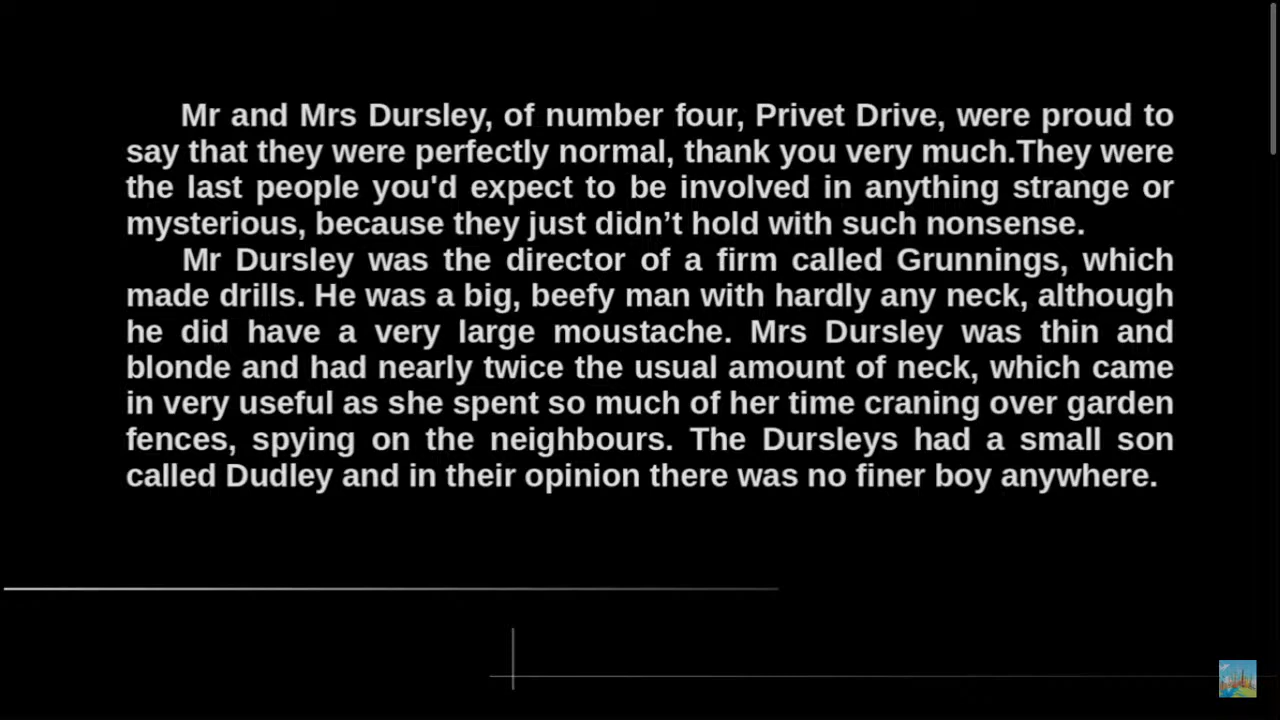 Mr and Mrs Dursley, of number four, Privet Drive, were proud to
say that they were perfectly normal, thank you very much.They were
the last people you'd expect to be involved in anything strange or
mysterious, because they just didn’t hold with such nonsense.
Mr Dursley was the director of a firm called Grunnings, which
made drills. He was a big, beefy man with hardly any neck, although
he did have a very large moustache. Mrs Dursley was thin and
blonde and had nearly twice the usual amount of neck, which came
in very useful as she spent so much of her time craning over garden
fences, spying on the neighbours. The Dursleys had a small son
called Dudley and in their opinion there was no finer boy anywhere.